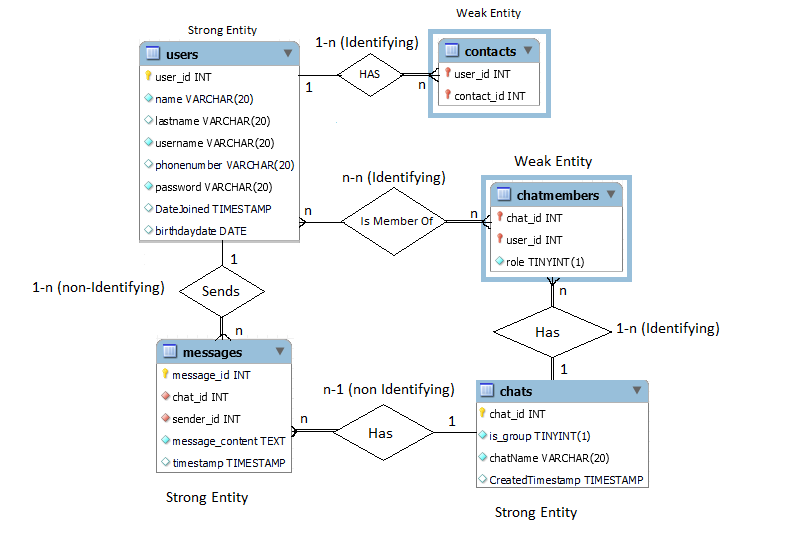 Weak Entity
Strong Entity
1-n (Identifying)
users
user_id INT
name VARCHAR(20)
lastname VARCHAR(20)
username VARCHAR(20)
phonenumber VARCHAR(20)
password VARCHAR(20)
DateJoined TIMESTAMP
birthdaydate DATE
1
HAS
n
contacts
user_id INT
contact_id INT
Weak Entity
n-n (Identifying)
n
Is Member Of
n
chatmembers
chat_id INT
user_id INT
role TINYINT(1)
1
1-n (non-Identifying)
Sends
n
n
Has
1-n (Identifying)
1
messages
message_id INT
chat_id INT
sender_id INT
message_content TEXT
timestamp TIMESTAMP
Strong Entity
n-1 (non Identifying)
n
Has
1
chats
chat_id INT
is_group TINYINT(1)
chatName VARCHAR(20)
CreatedTimestamp TIMESTAMP
Strong Entity